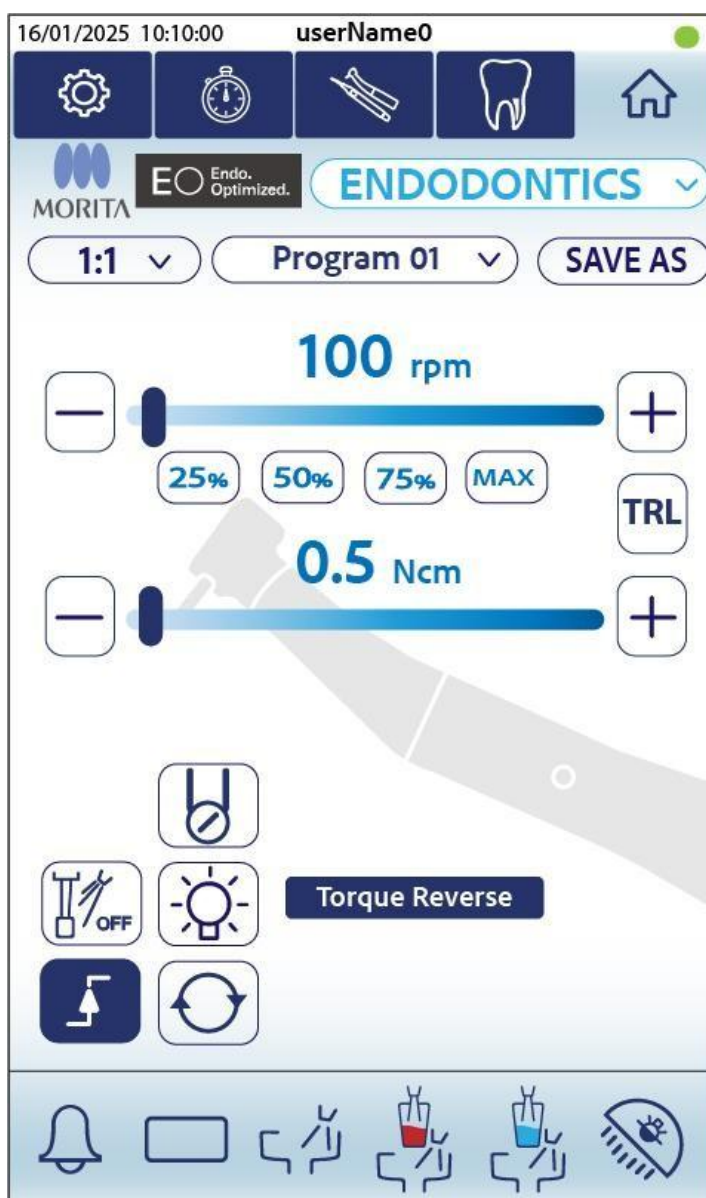 16/01/2025 10:10:00 userName0
MORITA EO Endo. Optimized. ENDODONTICS
1:1 Program 01 SAVE AS
100 rpm
25% 50% 75% MAX
TRL
0.5 Ncm
OFF
Torque Reverse